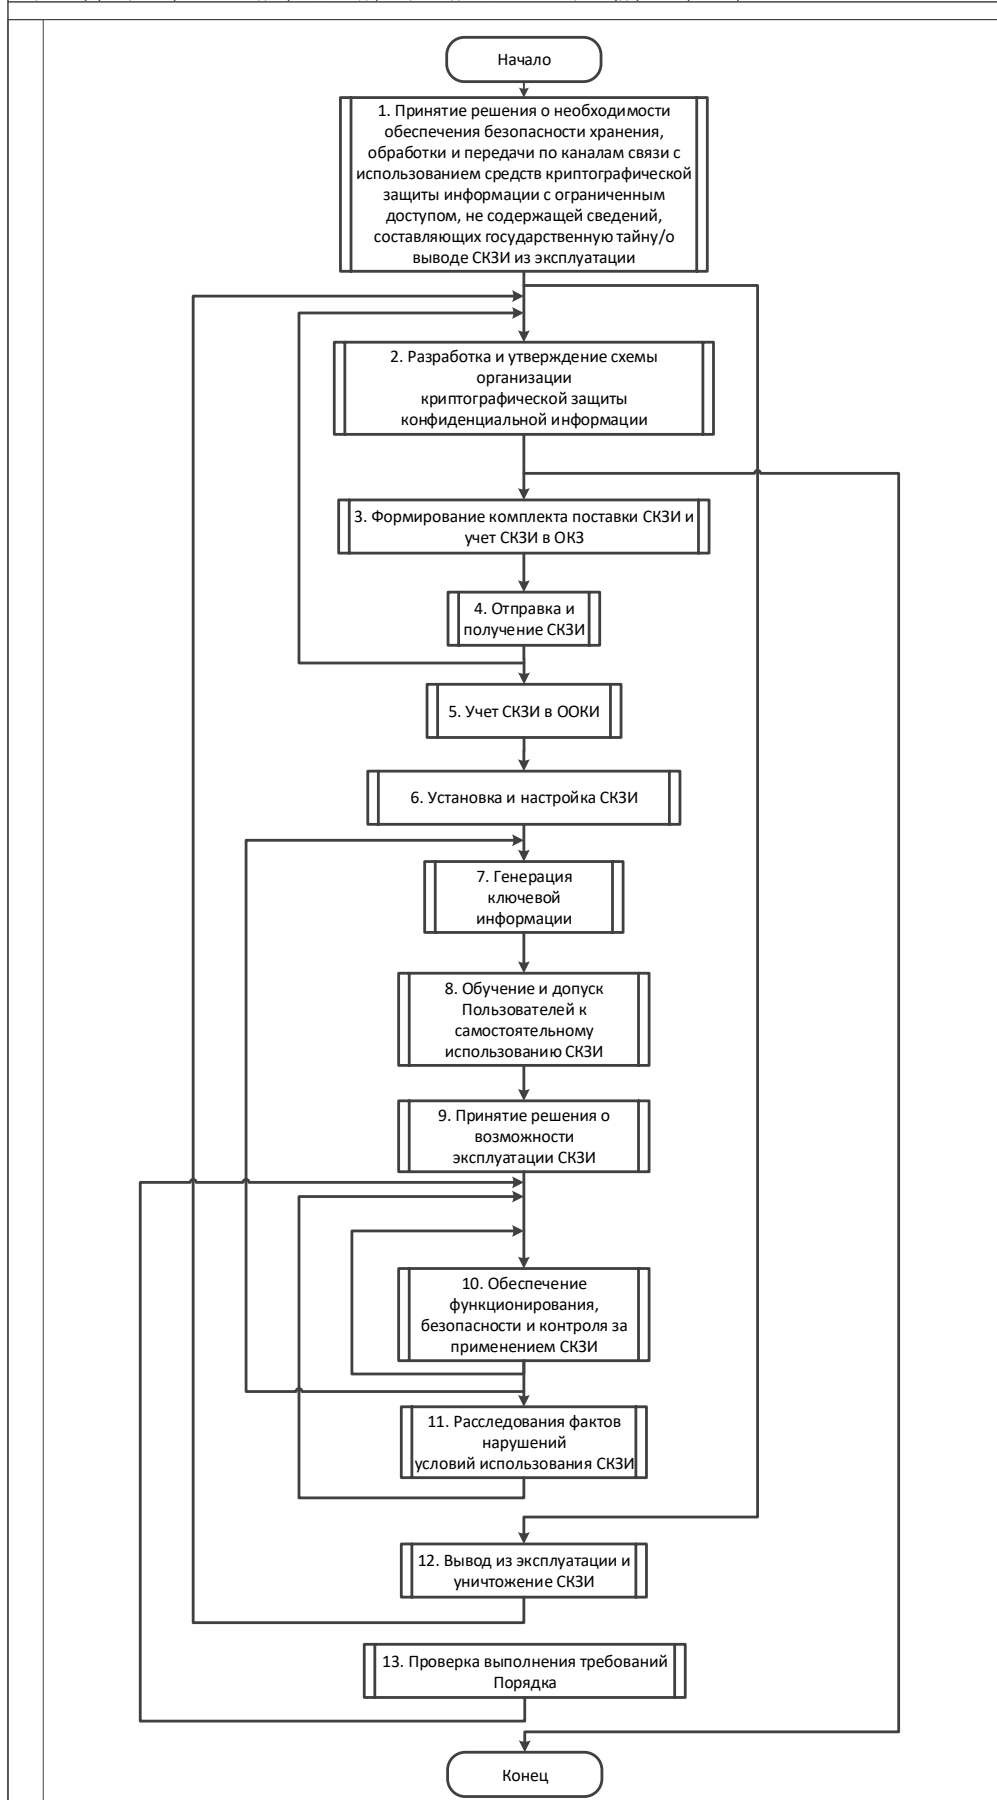 Начало
1. Принятие решения о необходимости
обеспечения безопасности хранения,
обработки и передачи по каналам связи с
использованием средств криптографической
защиты информации с ограниченным
доступом, не содержащей сведений,
составляющих государственную тайну/о
выводе СКЗИ из эксплуатации
2. Разработка и утверждение схемы
организации
криптографической защиты
конфиденциальной информации
3. Формирование комплекта поставки СКЗИ и
учет СКЗИ в ОКЗ
4. Отправка и
получение СКЗИ
5. Учет СКЗИ в ООКИ
6. Установка и настройка СКЗИ
7. Генерация
ключевой
информации
8. Обучение и допуск
Пользователей к
самостоятельному
использованию СКЗИ
9. Принятие решения о
возможности
эксплуатации СКЗИ
10. Обеспечение
функционирования,
безопасности и контроля за
применением СКЗИ
11. Расследования фактов
нарушений
условий использования СКЗИ
12. Вывод из эксплуатации и
уничтожение СКЗИ
13. Проверка выполнения требований
Порядка
Конец